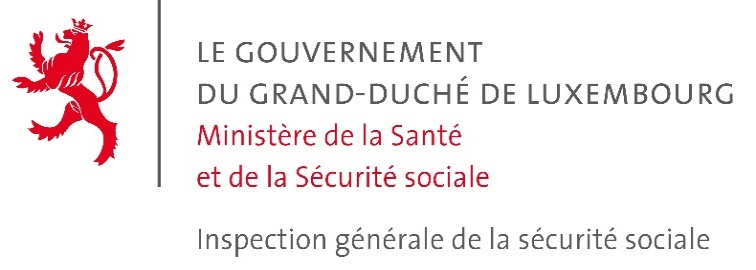 LE GOUVERNEMENT
DU GRAND-DUCHÉ DE LUXEMBOURG
Ministère de la Santé
et de la Sécurité sociale
Inspection générale de la sécurité sociale